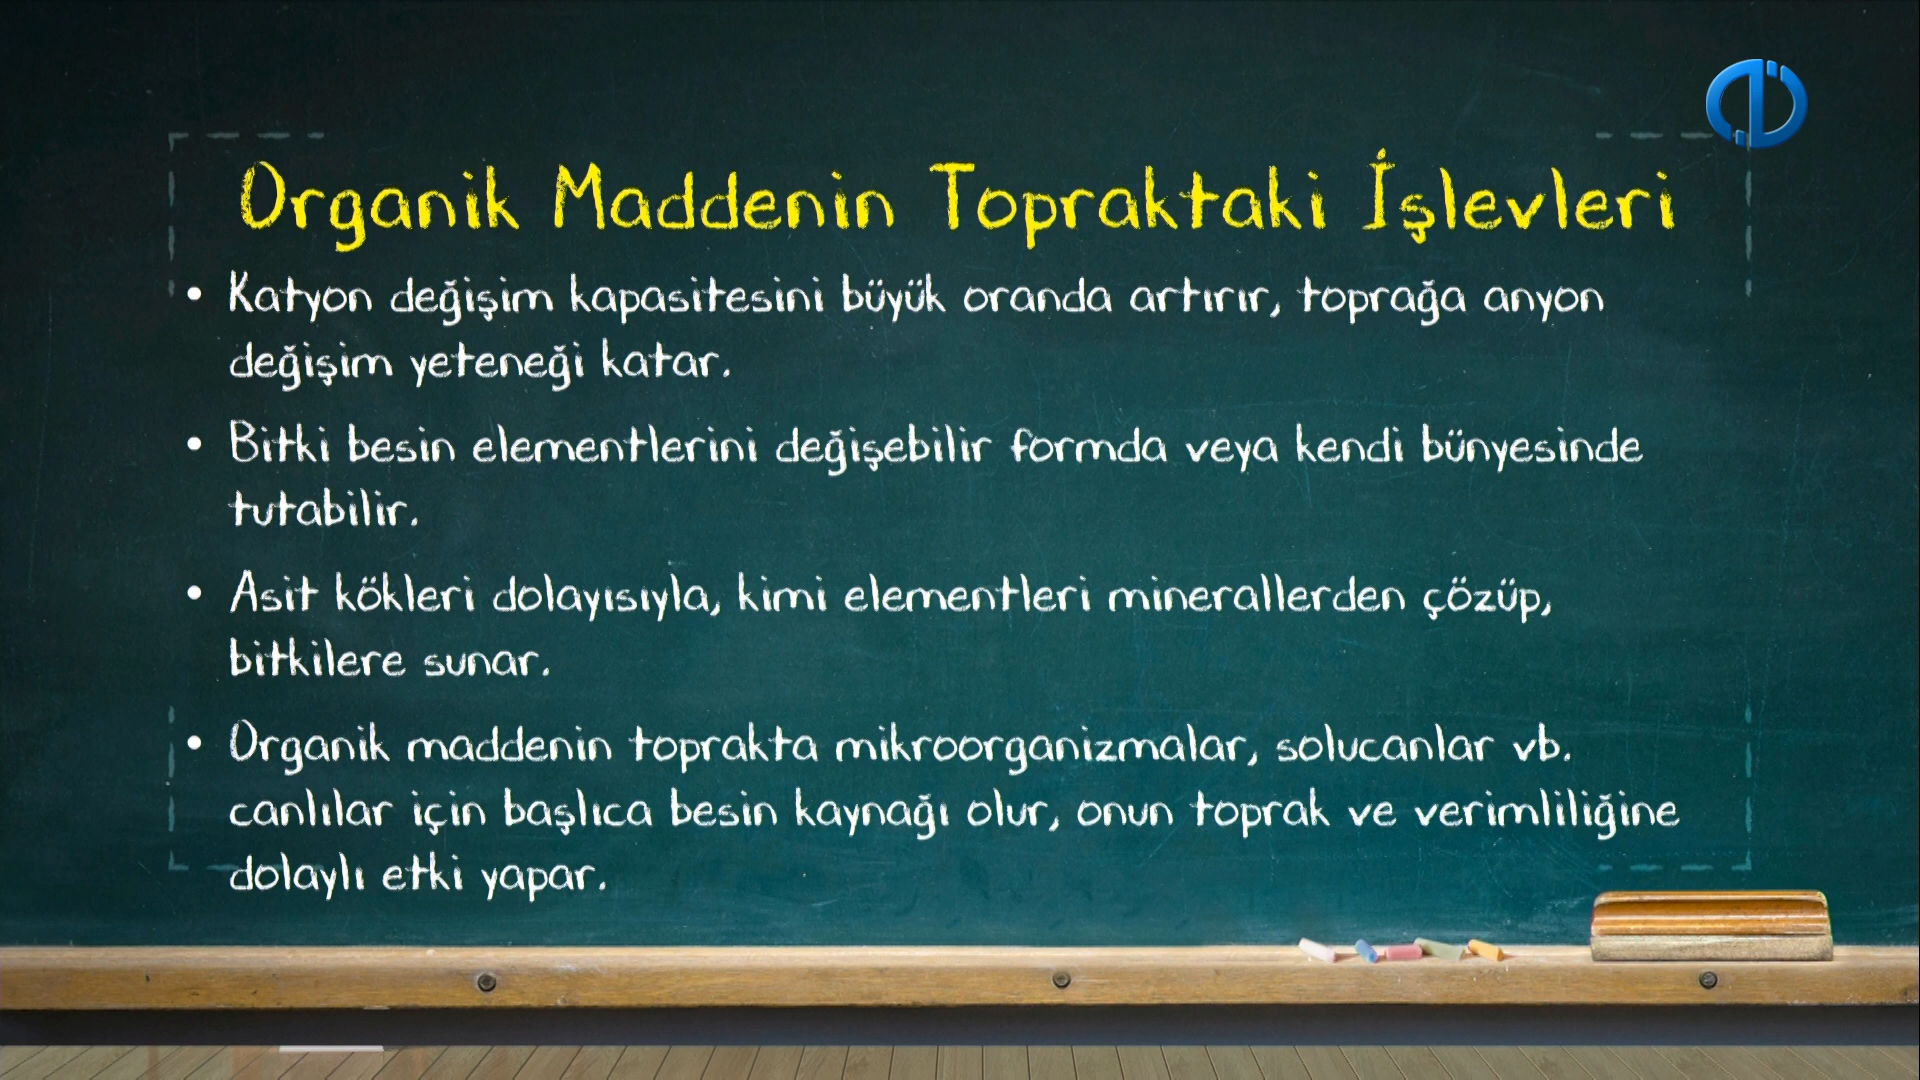 Organik Maddenin Topraktaki İşlevleri
• Katyon değişim kapasitesini büyük oranda artırır, toprağa anyon
değişim yeteneği katar.
• Bitki besin elementlerini değişebilir formda veya kendi bünyesinde
tutabilir.
• Asit kökleri dolayısıyla, kimi elementleri minerallerden çözüp,
bitkilere sunar.
• Organik maddenin toprakta mikroorganizmalar, solucanlar vb.
canlılar için başlıca besin kaynağı olur, onun toprak ve verimliliğine
dolaylı etki yapar.